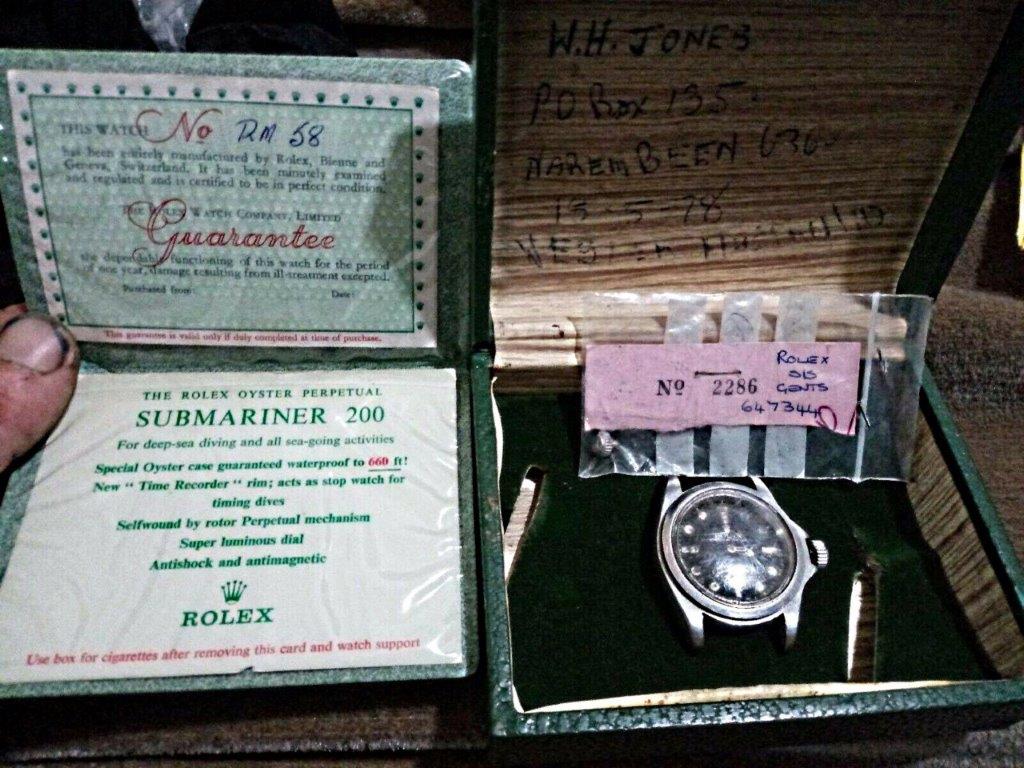 THIS WATCH No DM 58
has been entirely manufactured by Rolex, Bienne and
Geneva, Switzerland. It has been minutely examined
and regulated and is certified to be in perfect condition.
THE ROLEX WATCH COMPANY, LIMITED
Guarantee
the dependable functioning of this watch for the period
of one year, damage resulting from ill-treatment excepted.
Purchased from: Date:
This guarantee is valid only if duly completed at time of purchase.
THE ROLEX OYSTER PERPETUAL
SUBMARINER 200
For deep-sea diving and all sea-going activities
Special Oyster case guaranteed waterproof to 660 ft!
New "Time Recorder" rim; acts as stop watch for
timing dives
Selfwound by rotor Perpetual mechanism
Super luminous dial
Antishock and antimagnetic
ROLEX
Use box for cigarettes after removing this card and watch support
W.H. JONES
PO Box 135
NAREMBEEN
15-5-78
ROLEX
GENTS
No 2286